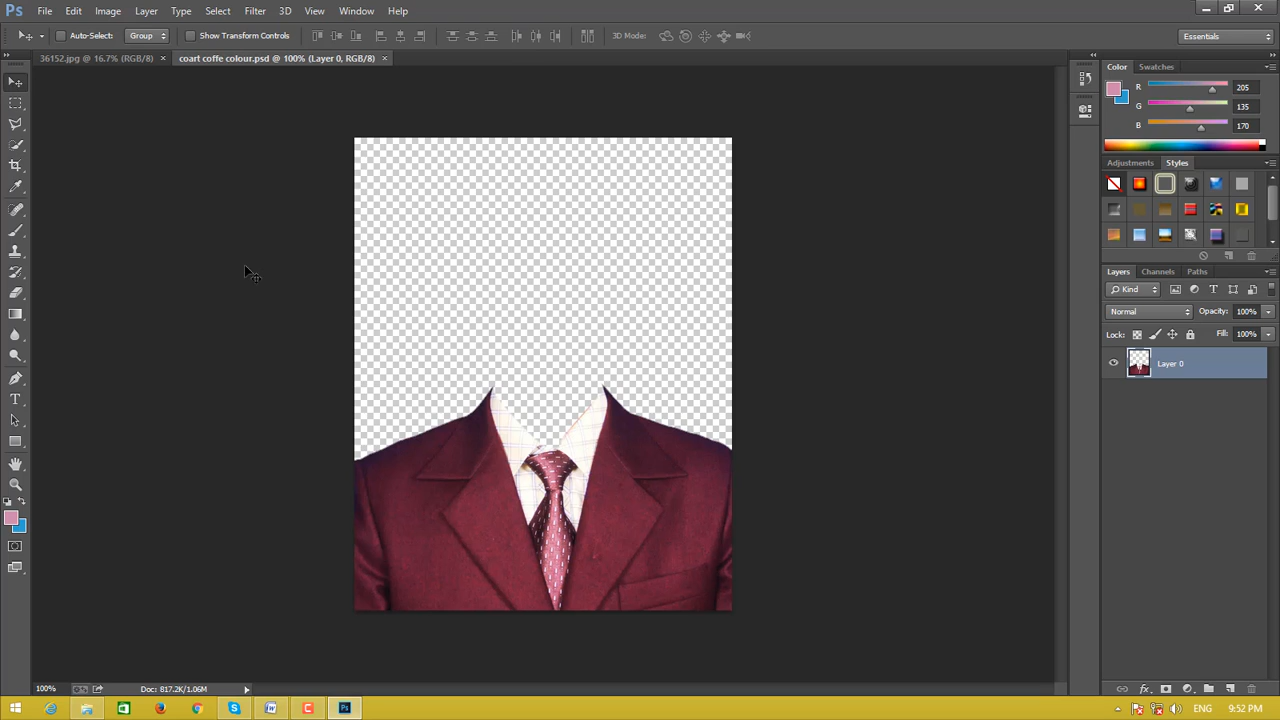 Ps File Edit Image Layer Type Select Filter 3D View Window Help
Auto-Select: Group Show Transform Controls 3D Mode: Essentials
36152.jpg @ 16.7% (RGB/8) × coart coffe colour.psd @ 100% (Layer 0, RGB/8) ×
Color Swatches
R 205
G 135
B 170
Adjustments Styles
Layers Channels Paths
Kind
Normal Opacity: 100%
Lock: Fill: 100%
Layer 0
100% Doc: 817.2K/1.06M
ENG 9:52 PM